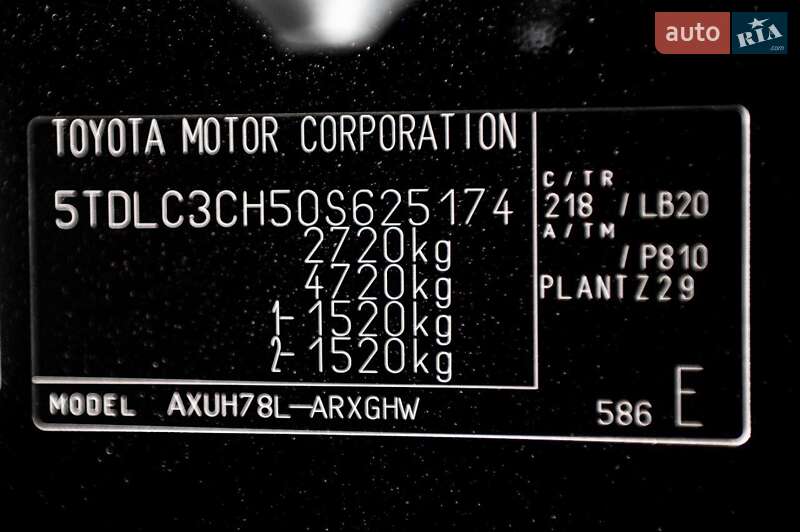 auto RIA.com
TOYOTA MOTOR CORPORATION
5TDLC3CH50S625174
2720kg
4720kg
1- 1520kg
2- 1520kg
C/TR
218 /LB20
A/TM
/P810
PLANT Z29
MODEL AXUH78L-ARXGHW
586 E